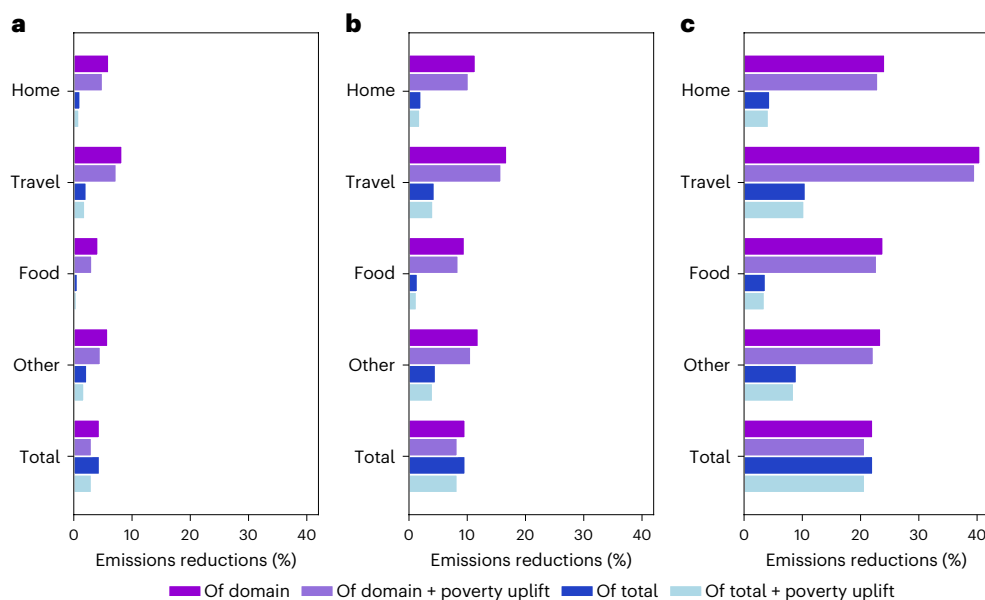 a
Home
Travel
Food
Other
Total
0 10 20 30 40
Emissions reductions (%)
b
Home
Travel
Food
Other
Total
0 10 20 30 40
Emissions reductions (%)
c
Home
Travel
Food
Other
Total
0 10 20 30 40
Emissions reductions (%)
Of domain Of domain + poverty uplift Of total Of total + poverty uplift